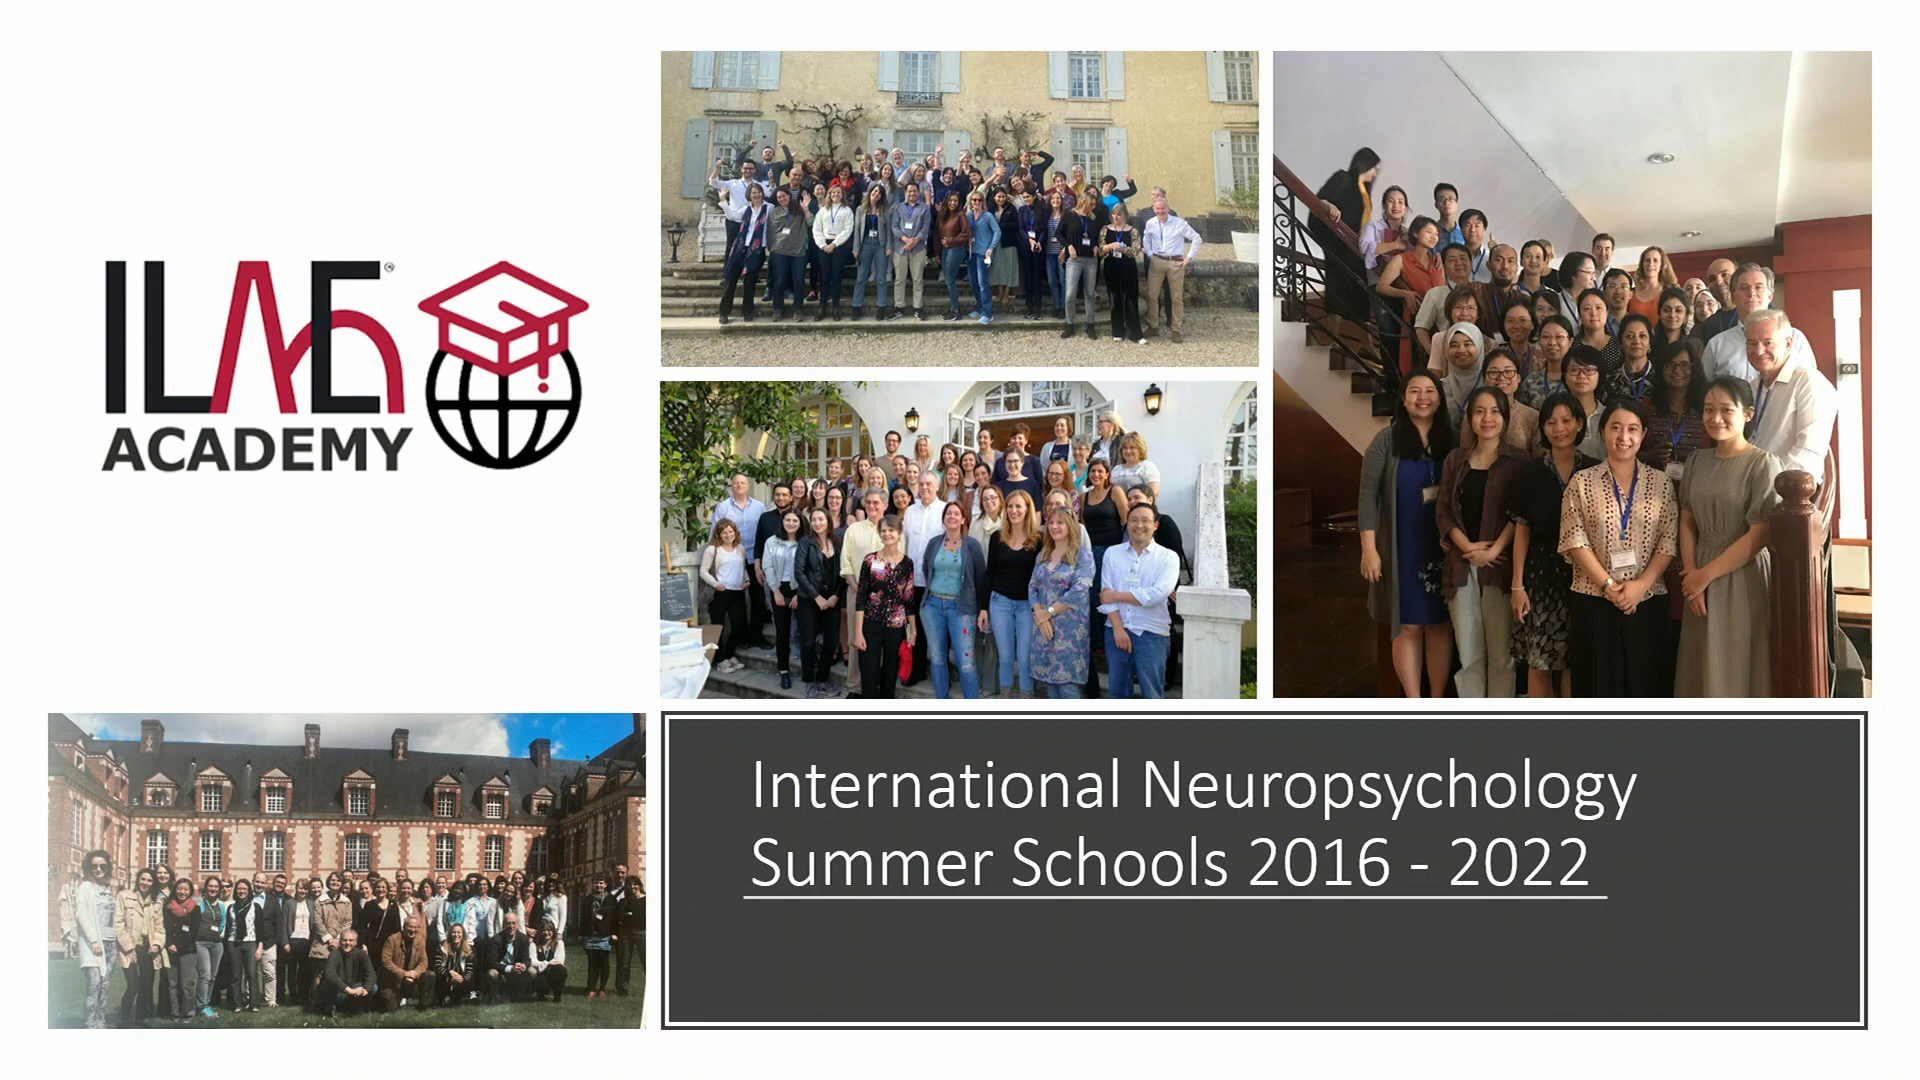 ILAE®
ACADEMY
International Neuropsychology
Summer Schools 2016 - 2022